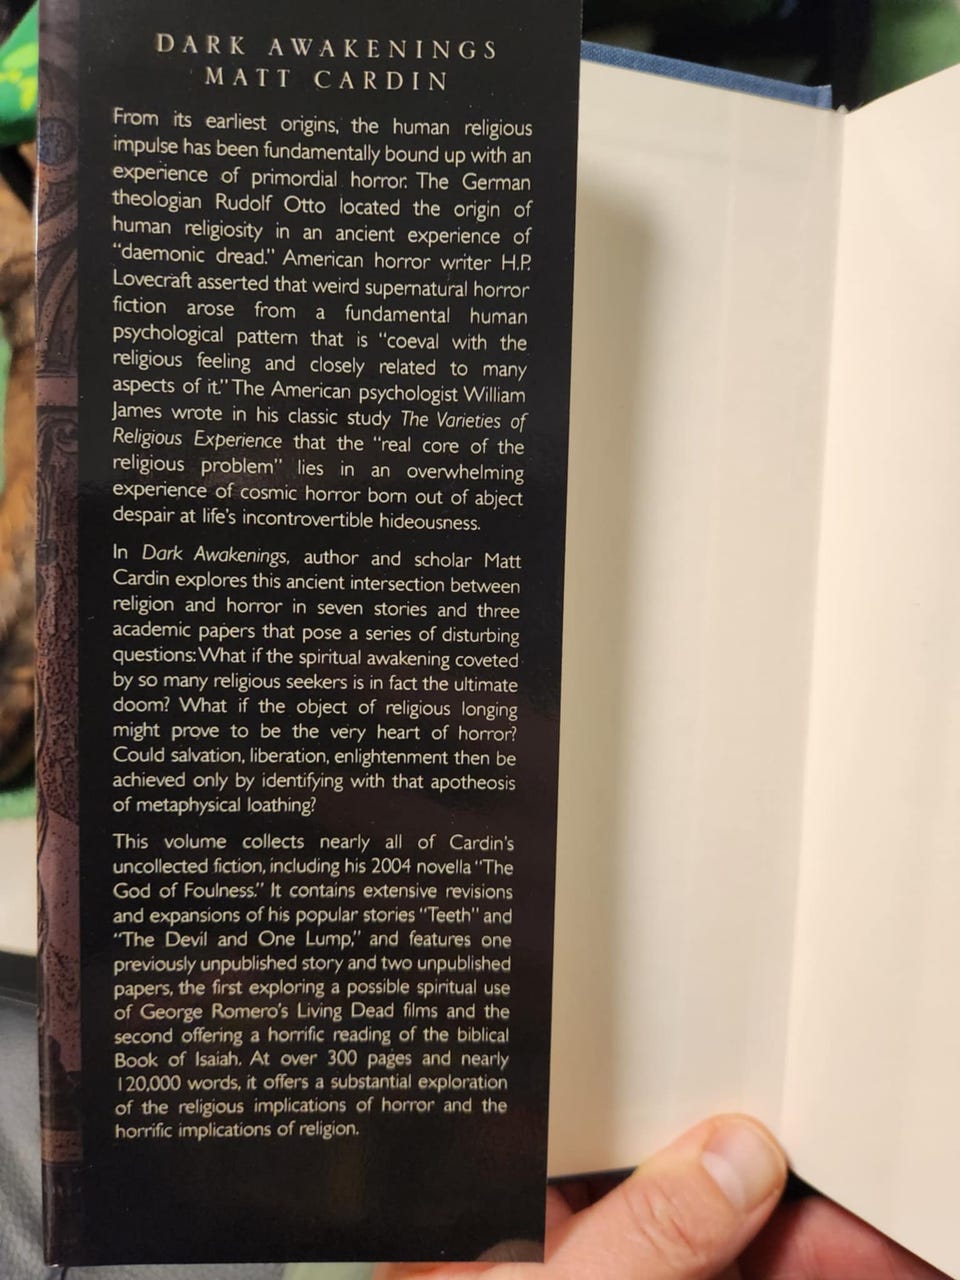 DARK AWAKENINGS
MATT CARDIN
From its earliest origins, the human religious
impulse has been fundamentally bound up with an
experience of primordial horror. The German
theologian Rudolf Otto located the origin of
human religiosity in an ancient experience of
“daemonic dread.” American horror writer H.P.
Lovecraft asserted that weird supernatural horror
fiction arose from a fundamental human
psychological pattern that is “coeval with the
religious feeling and closely related to many
aspects of it.” The American psychologist William
James wrote in his classic study The Varieties of
Religious Experience that the “real core of the
religious problem” lies in an overwhelming
experience of cosmic horror born out of abject
despair at life’s incontrovertible hideousness.
In Dark Awakenings, author and scholar Matt
Cardin explores this ancient intersection between
religion and horror in seven stories and three
academic papers that pose a series of disturbing
questions: What if the spiritual awakening coveted
by so many religious seekers is in fact the ultimate
doom? What if the object of religious longing
might prove to be the very heart of horror?
Could salvation, liberation, enlightenment then be
achieved only by identifying with that apotheosis
of metaphysical loathing?
This volume collects nearly all of Cardin’s
uncollected fiction, including his 2004 novella “The
God of Foulness.” It contains extensive revisions
and expansions of his popular stories “Teeth” and
“The Devil and One Lump,” and features one
previously unpublished story and two unpublished
papers, the first exploring a possible spiritual use
of George Romero’s Living Dead films and the
second offering a horrific reading of the biblical
Book of Isaiah. At over 300 pages and nearly
120,000 words, it offers a substantial exploration
of the religious implications of horror and the
horrific implications of religion.